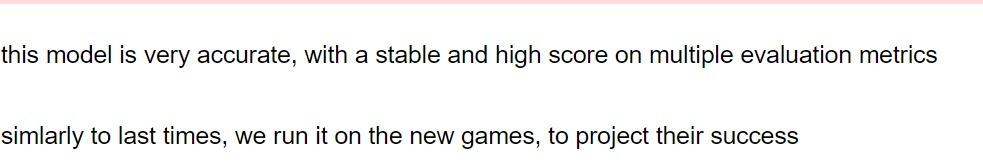 this model is very accurate, with a stable and high score on multiple evaluation metrics
simlarly to last times, we run it on the new games, to project their success